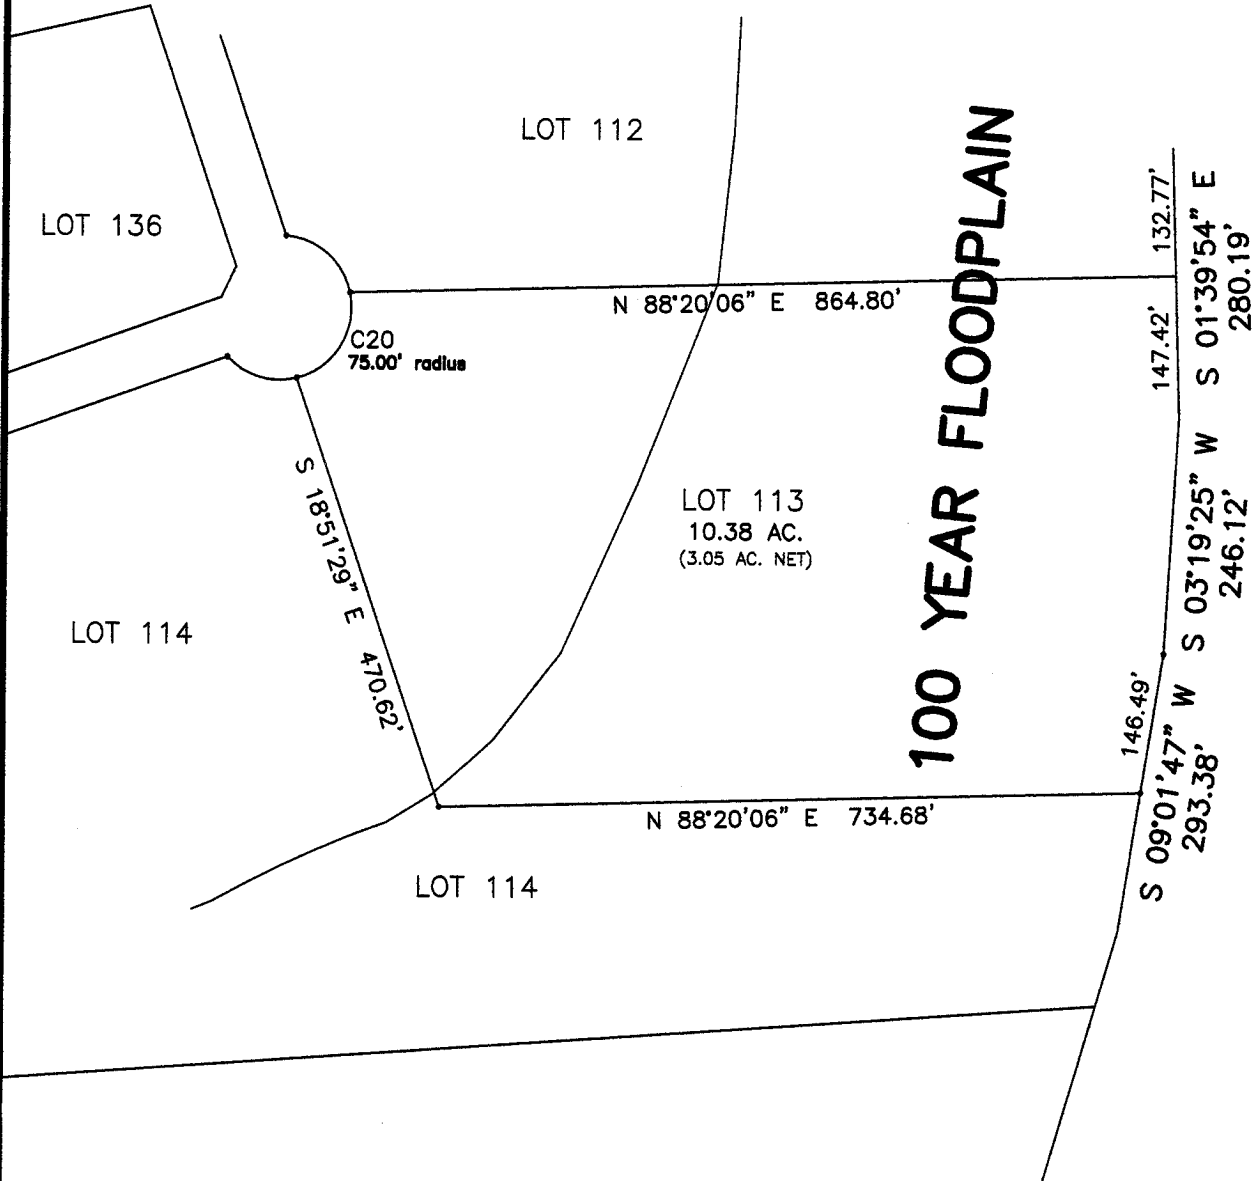 LOT 112
LOT 136
132.77'
S 01°39'54" E
280.19'
N 88°20'06" E 864.80'
C20
75.00' radius
147.42'
100 YEAR FLOODPLAIN
S 18°51'29" E 470.62'
LOT 113
10.38 AC.
(3.05 AC. NET)
S 03°19'25" W
246.12'
LOT 114
146.49'
S 09°01'47" W
293.38'
N 88°20'06" E 734.68'
LOT 114